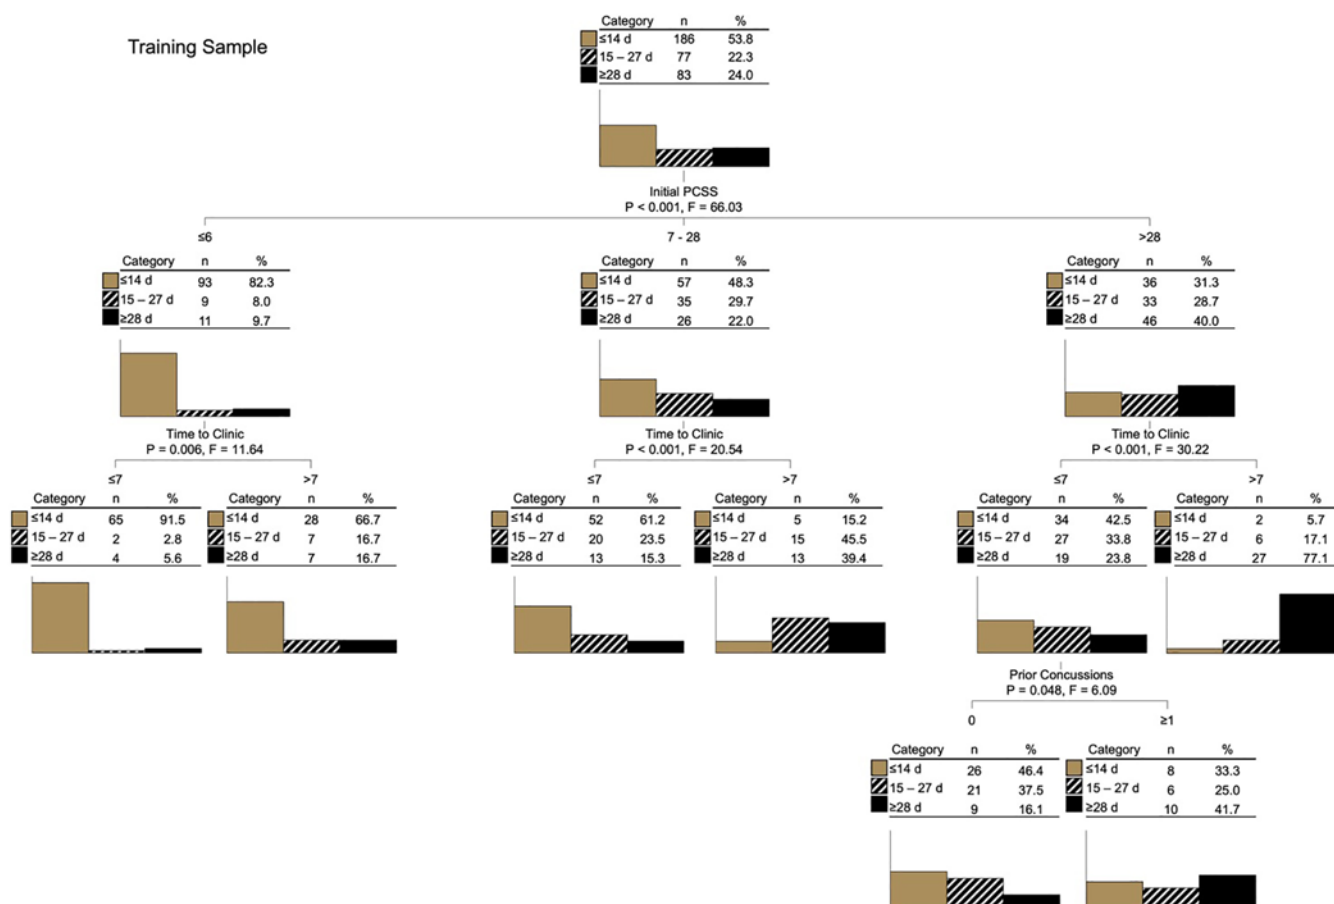 Training Sample
Category n %
≤14 d 186 53.8
15 – 27 d 77 22.3
≥28 d 83 24.0
Initial PCSS
P < 0.001, F = 66.03
≤6 7 - 28 >28
Category n %
≤14 d 93 82.3
15 – 27 d 9 8.0
≥28 d 11 9.7
Category n %
≤14 d 57 48.3
15 – 27 d 35 29.7
≥28 d 26 22.0
Category n %
≤14 d 36 31.3
15 – 27 d 33 28.7
≥28 d 46 40.0
Time to Clinic
P = 0.006, F = 11.64
Time to Clinic
P < 0.001, F = 20.54
Time to Clinic
P < 0.001, F = 30.22
≤7 >7 ≤7 >7 ≤7 >7
Category n %
≤14 d 65 91.5
15 – 27 d 2 2.8
≥28 d 4 5.6
Category n %
≤14 d 28 66.7
15 – 27 d 7 16.7
≥28 d 7 16.7
Category n %
≤14 d 52 61.2
15 – 27 d 20 23.5
≥28 d 13 15.3
Category n %
≤14 d 5 15.2
15 – 27 d 15 45.5
≥28 d 13 39.4
Category n %
≤14 d 34 42.5
15 – 27 d 27 33.8
≥28 d 19 23.8
Category n %
≤14 d 2 5.7
15 – 27 d 6 17.1
≥28 d 27 77.1
Prior Concussions
P = 0.048, F = 6.09
0 ≥1
Category n %
≤14 d 26 46.4
15 – 27 d 21 37.5
≥28 d 9 16.1
Category n %
≤14 d 8 33.3
15 – 27 d 6 25.0
≥28 d 10 41.7